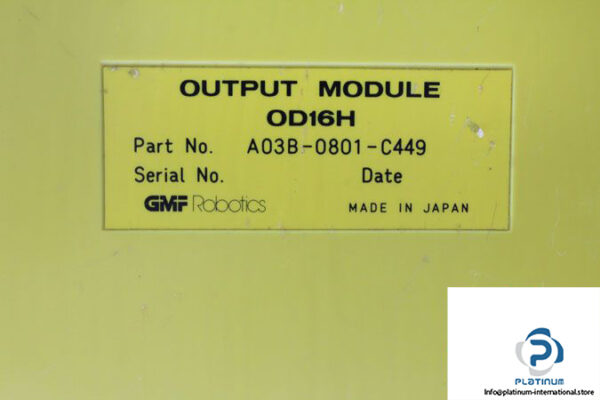 OUTPUT MODULE
OD16H
Part No. A03B-0801-C449
Serial No. Date
GMF Robotics MADE IN JAPAN
PLATINUM
Info@platinum-international.store